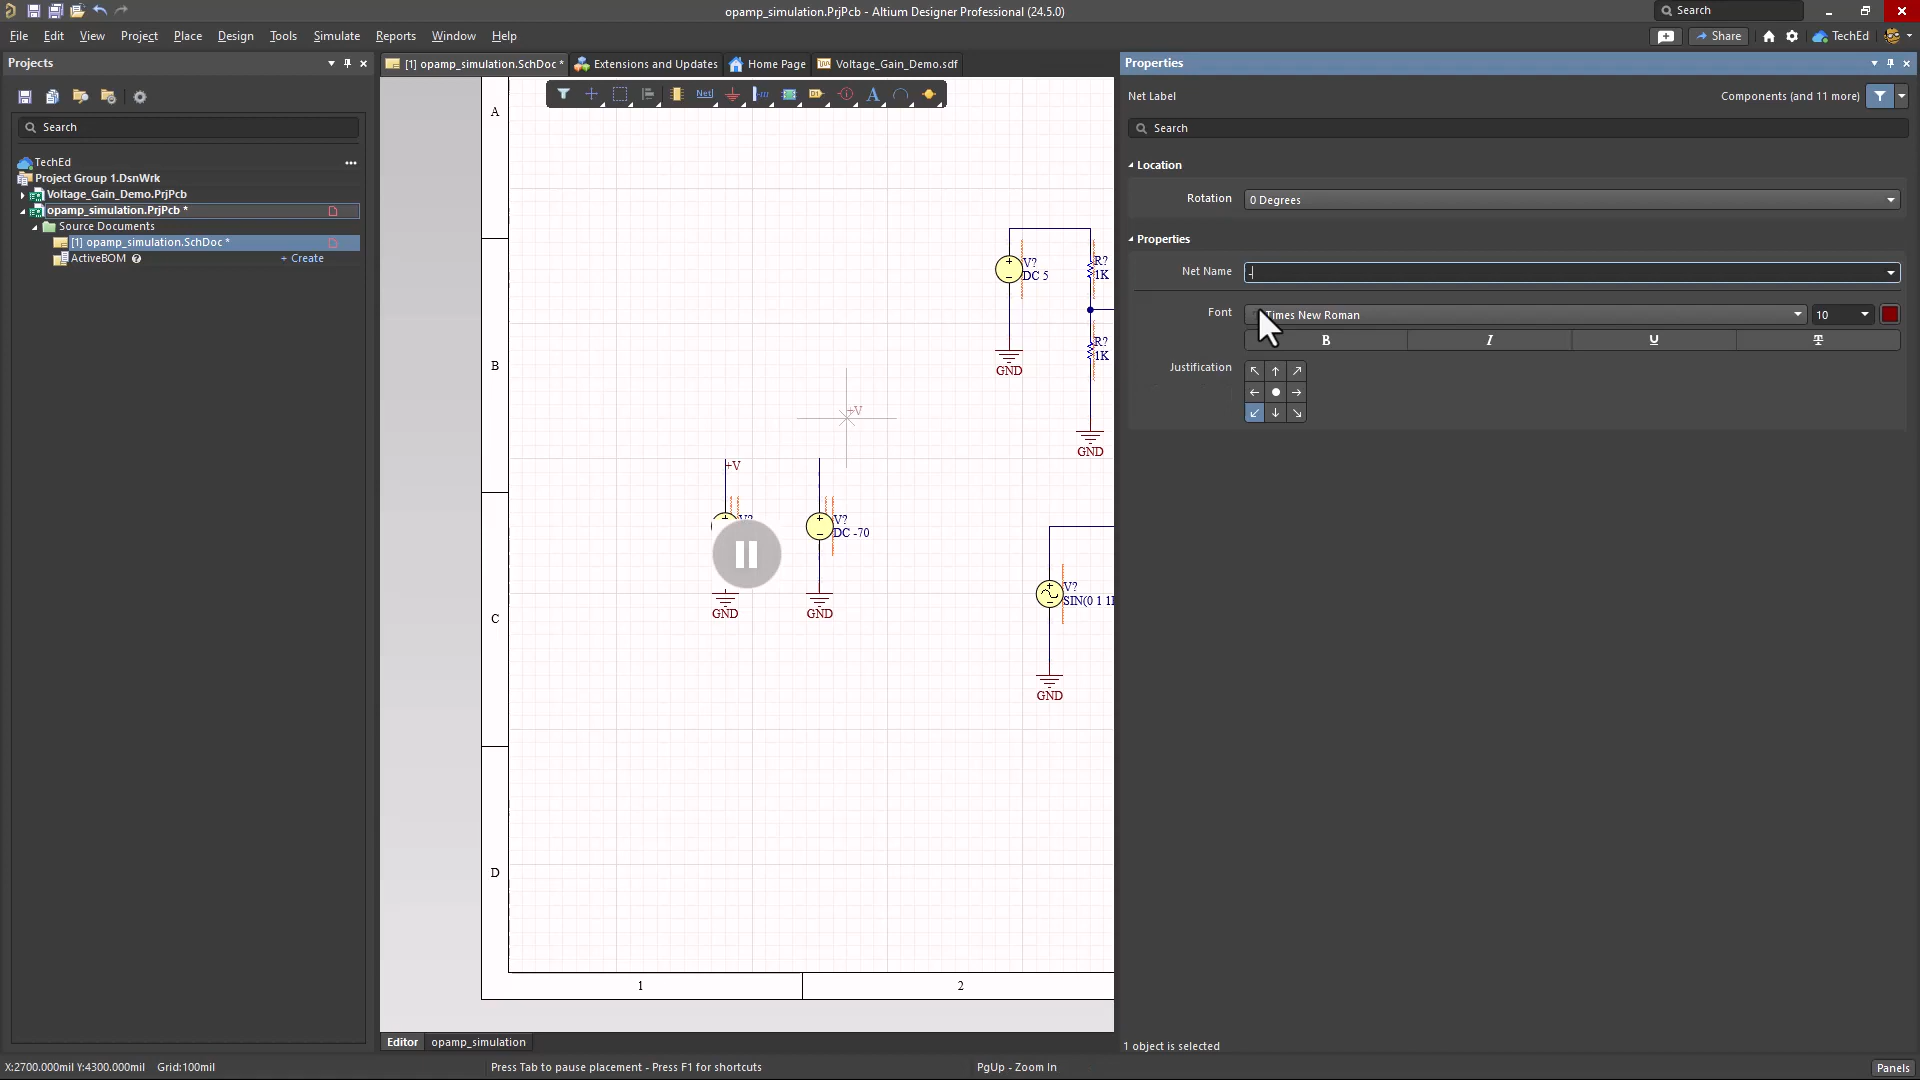 opamp_simulation.PrjPcb - Altium Designer Professional (24.5.0)
Search
File Edit View Project Place Design Tools Simulate Reports Window Help
Share
TechEd
Projects
[1] opamp_simulation.SchDoc *
Extensions and Updates
Home Page
Voltage_Gain_Demo.sdf
Properties
Net Label
Components (and 11 more)
Search
Search
TechEd
Project Group 1.DsnWrk
Voltage_Gain_Demo.PrjPcb
opamp_simulation.PrjPcb *
Source Documents
[1] opamp_simulation.SchDoc *
ActiveBOM
+ Create
Net
A
B
C
D
V?
DC 5
R?
1K
R?
1K
GND
GND
+V
+V
V?
V?
DC -70
GND
GND
V?
SIN(0 1 1
GND
1
2
Location
Rotation
0 Degrees
Properties
Net Name
-
Font
Times New Roman
10
B I U T
Justification
1 object is selected
Editor
opamp_simulation
X:2700.000mil Y:4300.000mil Grid:100mil
Press Tab to pause placement - Press F1 for shortcuts
PgUp - Zoom In
Panels